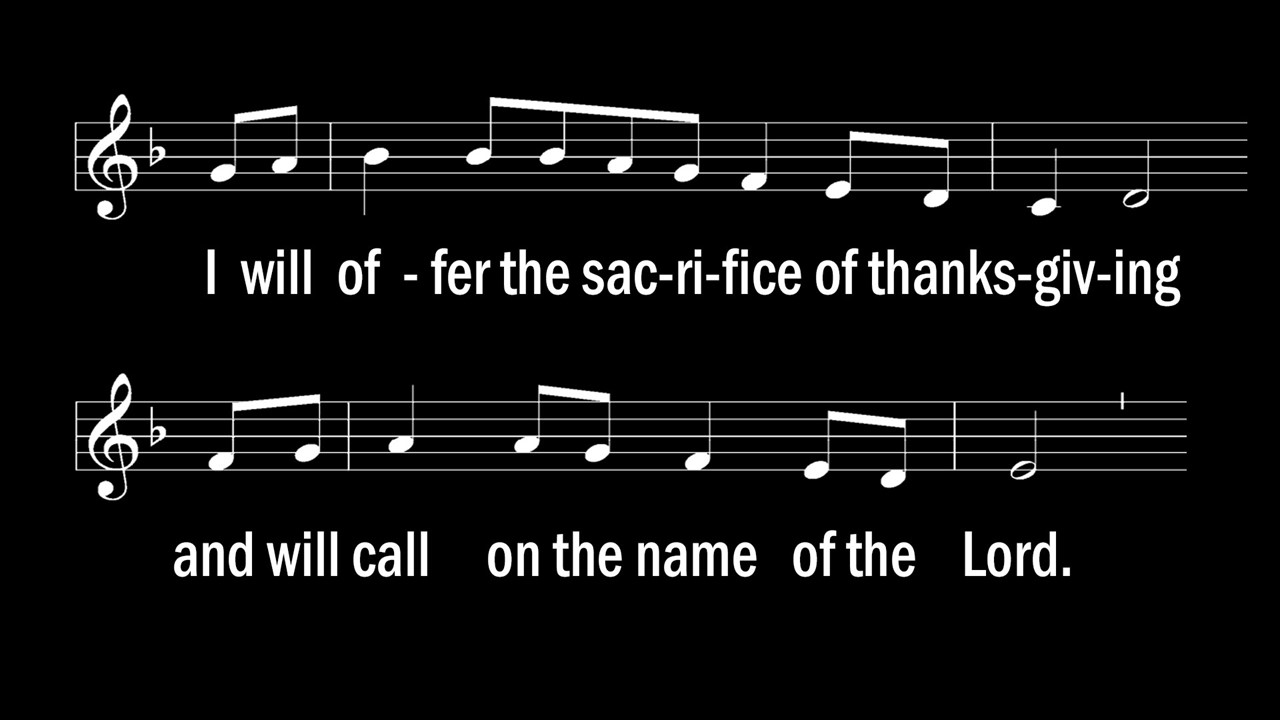 I will of - fer the sac-ri-fice of thanks-giv-ing
and will call on the name of the Lord.